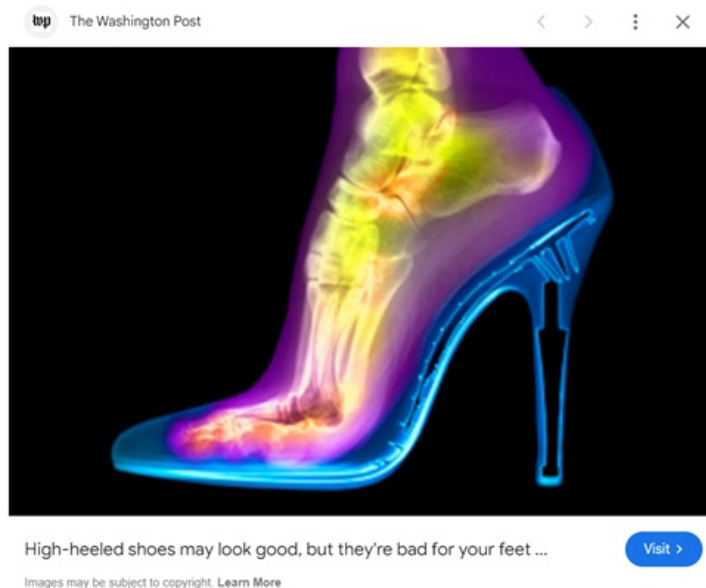 wp The Washington Post
High-heeled shoes may look good, but they're bad for your feet ...
Visit >
Images may be subject to copyright. Learn More